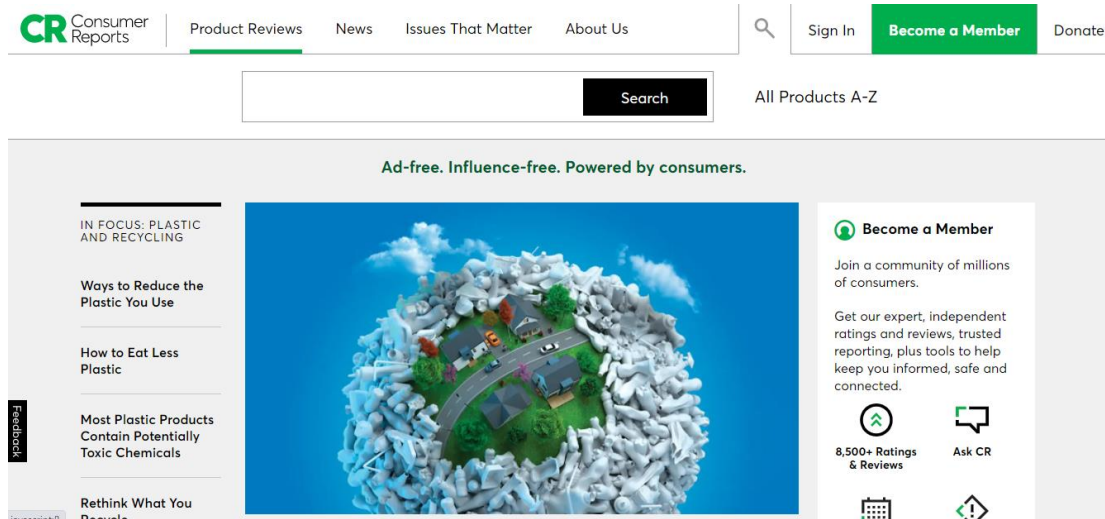 CR Consumer Reports
Product Reviews
News
Issues That Matter
About Us
Sign In
Become a Member
Donate
Search
All Products A-Z
Ad-free. Influence-free. Powered by consumers.
IN FOCUS: PLASTIC
AND RECYCLING
Ways to Reduce the
Plastic You Use
How to Eat Less
Plastic
Most Plastic Products
Contain Potentially
Toxic Chemicals
Rethink What You
Become a Member
Join a community of millions
of consumers.
Get our expert, independent
ratings and reviews, trusted
reporting, plus tools to help
keep you informed, safe and
connected.
8,500+ Ratings
& Reviews
Ask CR
Feedback